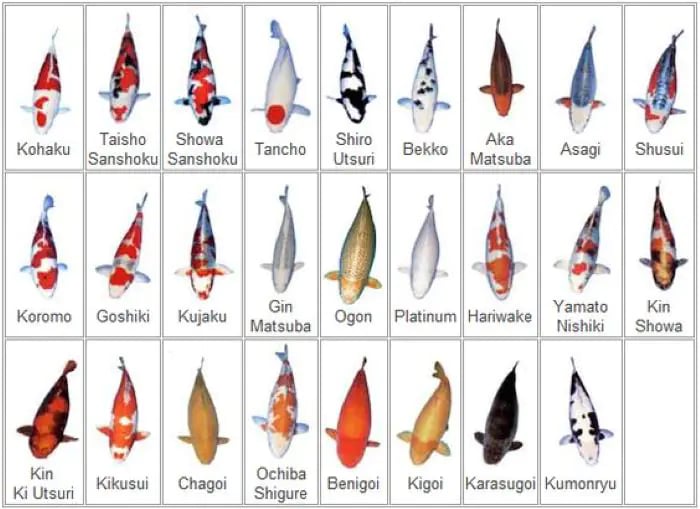 Kohaku
Taisho
Sanshoku
Showa
Sanshoku
Tancho
Shiro
Utsuri
Bekko
Aka
Matsuba
Asagi
Shusui
Koromo
Goshiki
Kujaku
Gin
Matsuba
Ogon
Platinum
Hariwake
Yamato
Nishiki
Kin
Showa
Kin
Ki Utsuri
Kikusui
Chagoi
Ochiba
Shigure
Benigoi
Kigoi
Karasugoi
Kumonryu